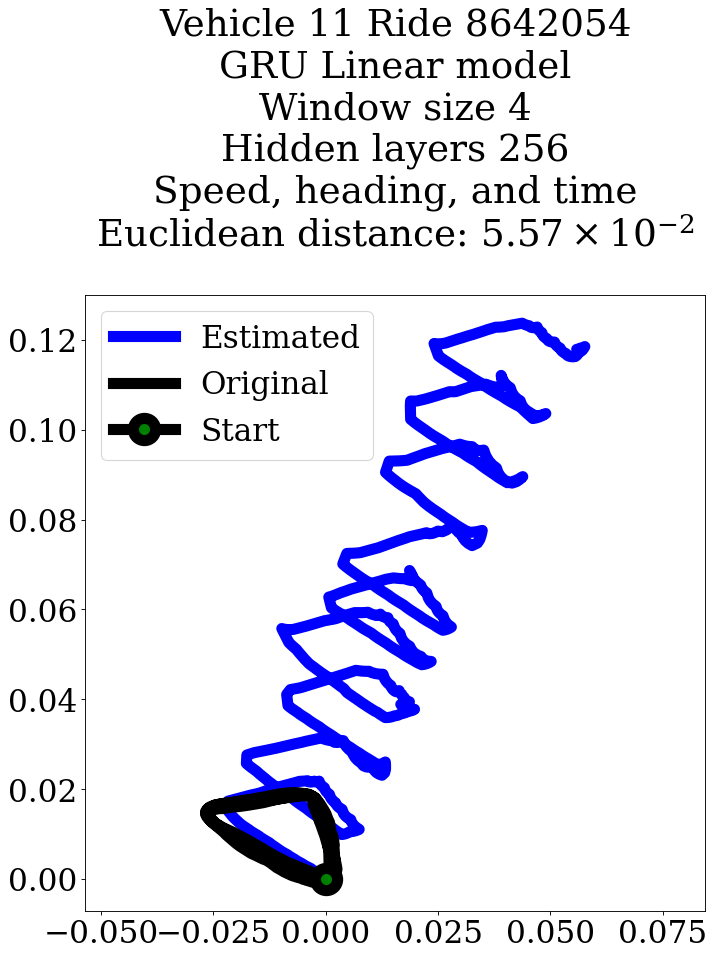 Vehicle 11 Ride 8642054
GRU Linear model
Window size 4
Hidden layers 256
Speed, heading, and time
Euclidean distance: 5.57 × 10⁻²
Estimated
Original
Start
0.12
0.10
0.08
0.06
0.04
0.02
0.00
−0.050 −0.025 0.000 0.025 0.050 0.075